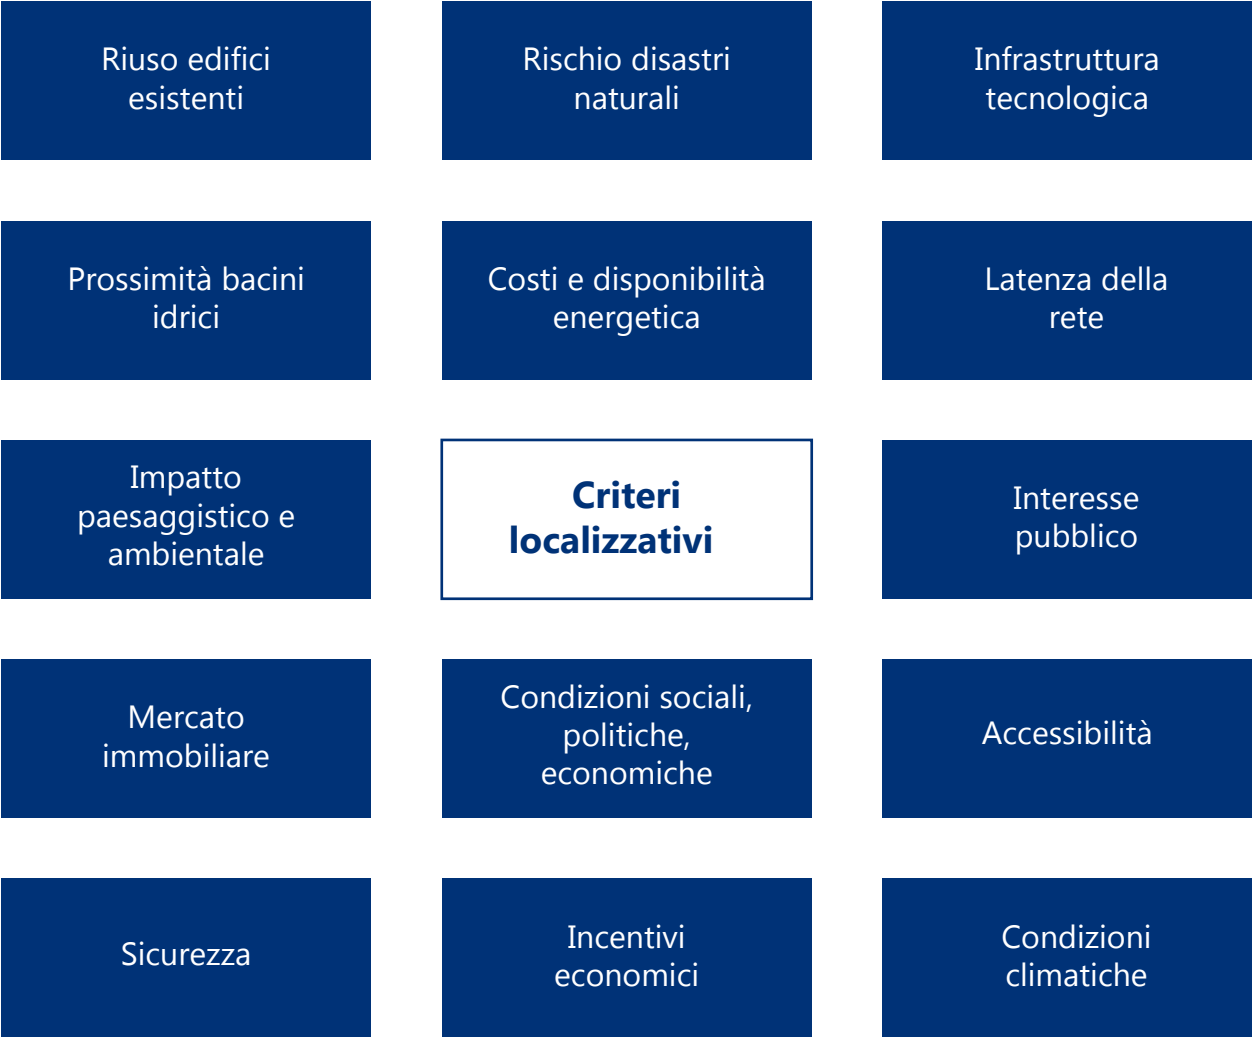 Riuso edifici
esistenti
Rischio disastri
naturali
Infrastruttura
tecnologica
Prossimità bacini
idrici
Costi e disponibilità
energetica
Latenza della
rete
Impatto
paesaggistico e
ambientale
Criteri
localizzativi
Interesse
pubblico
Mercato
immobiliare
Condizioni sociali,
politiche,
economiche
Accessibilità
Sicurezza
Incentivi
economici
Condizioni
climatiche